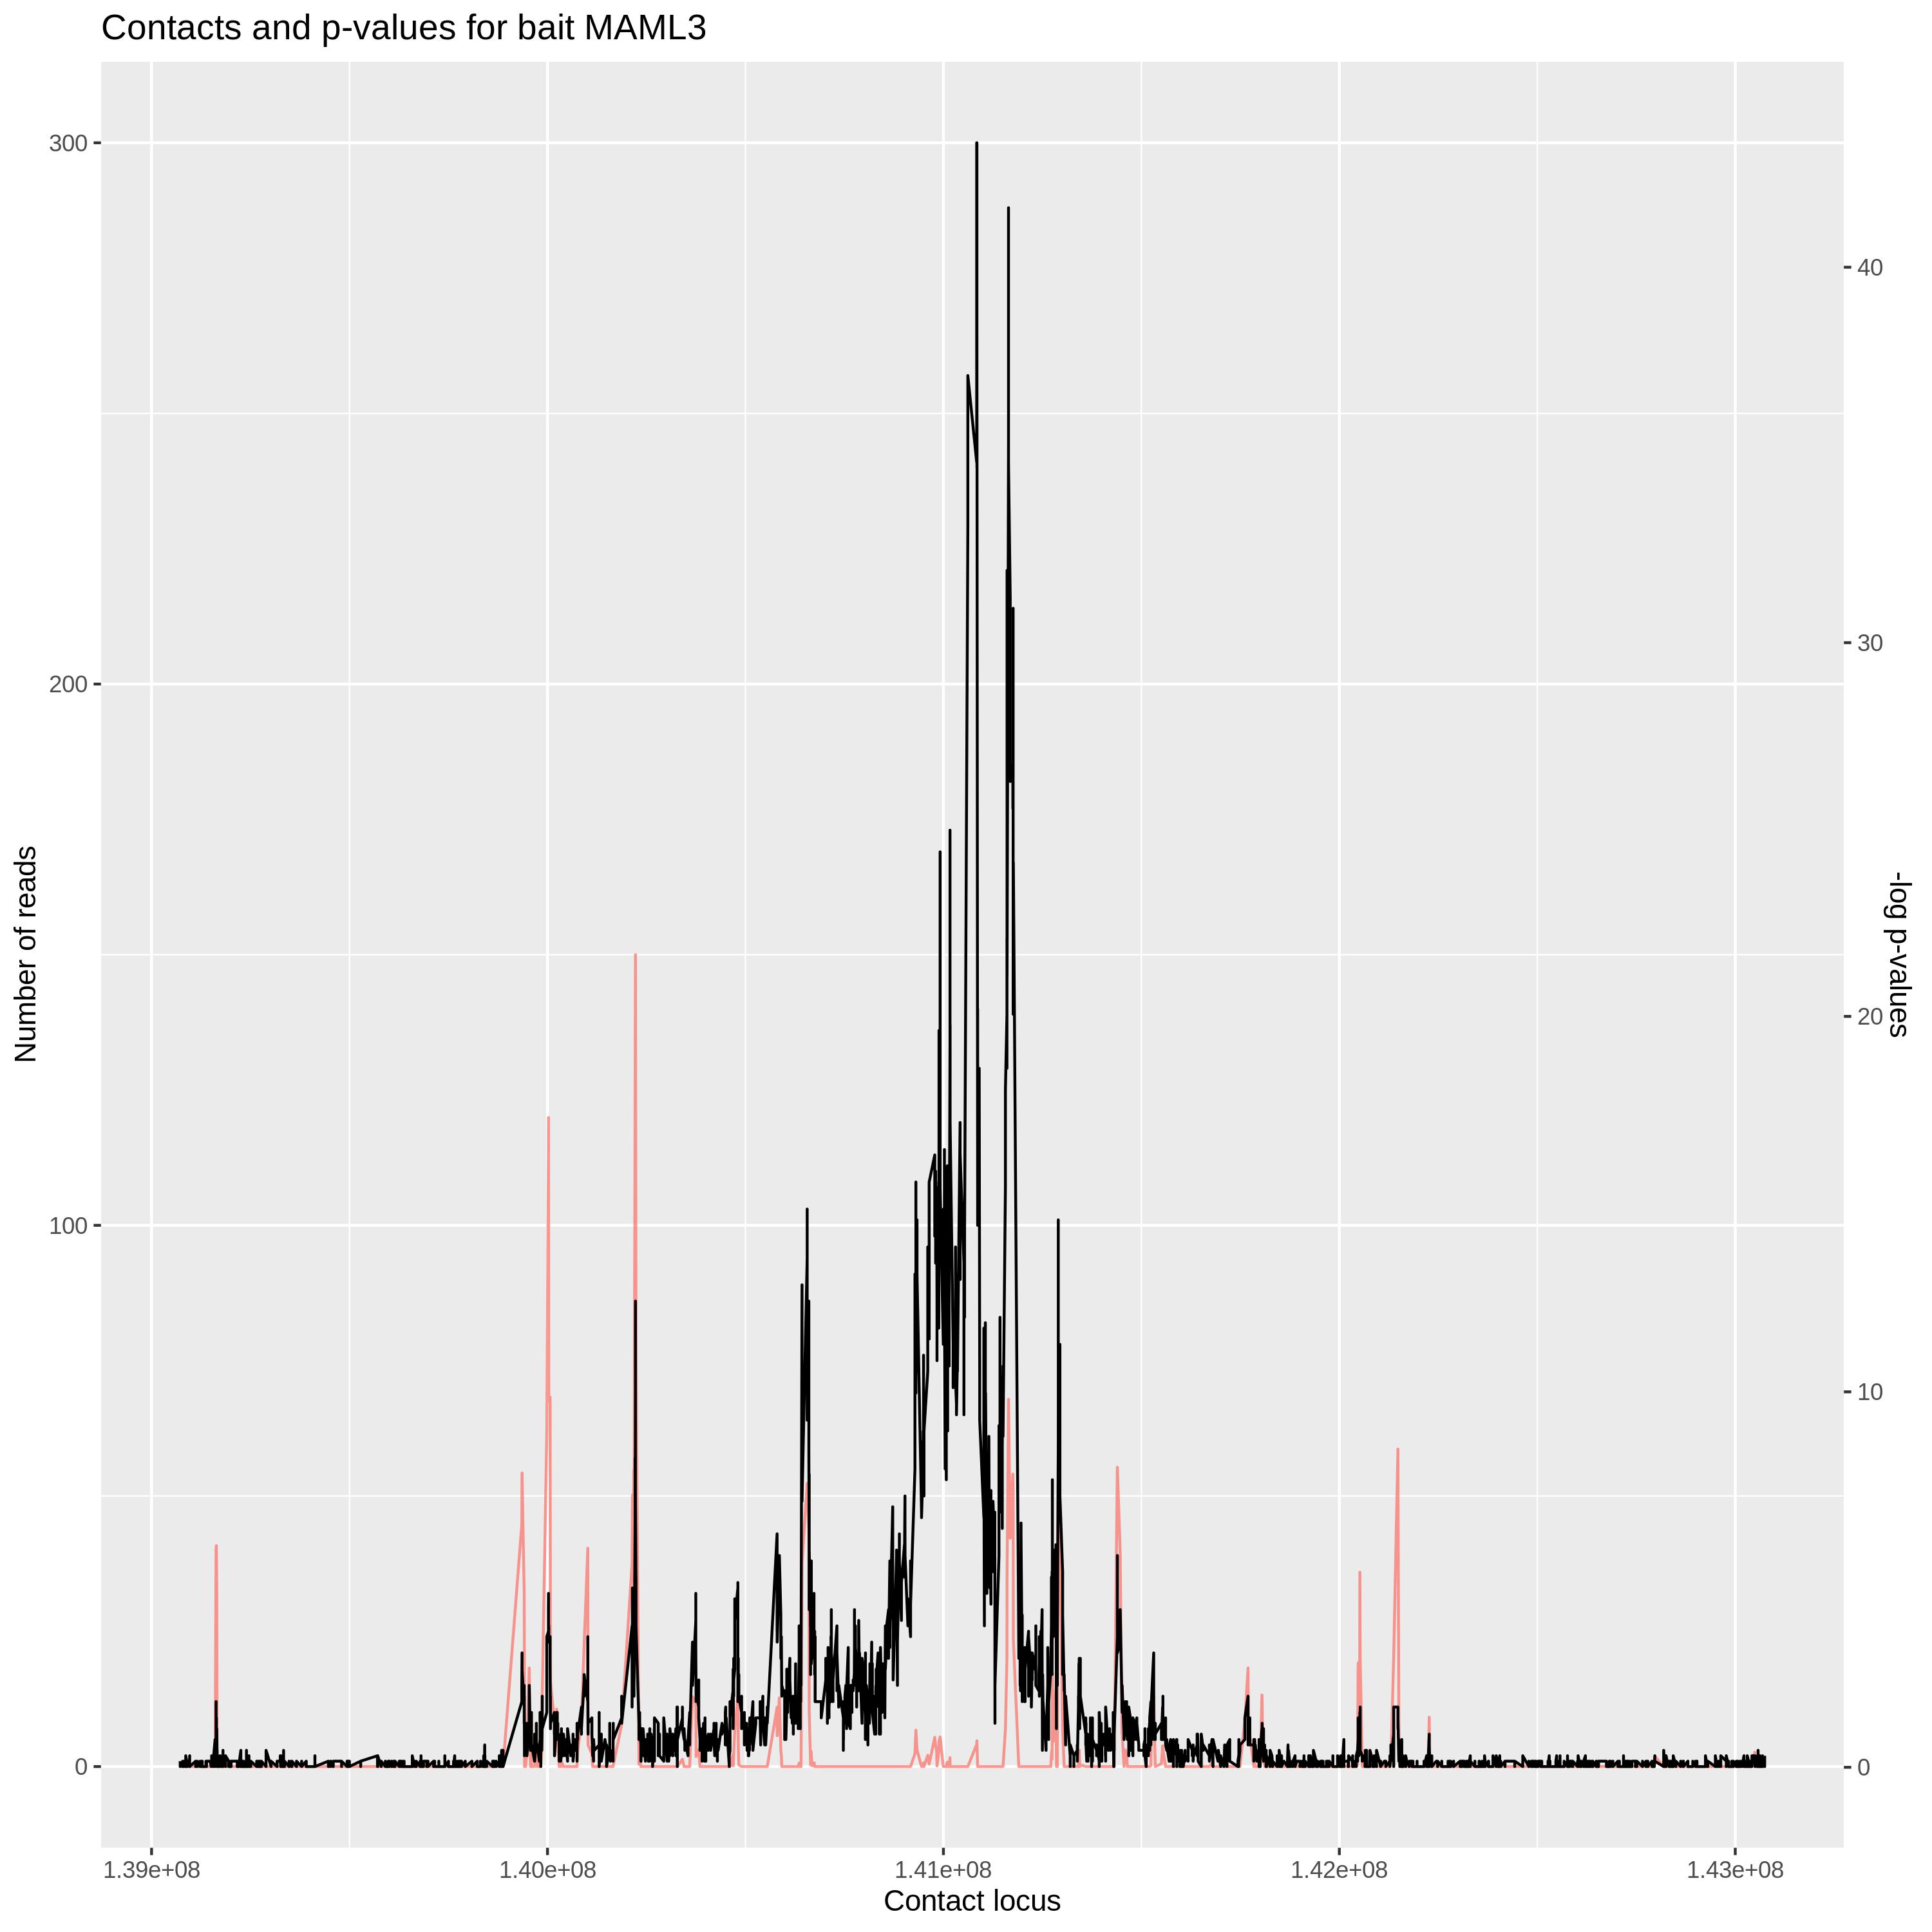 Contacts and p-values for bait MAML3
300
200
100
0
Number of reads
40
30
20
10
0
-log p-values
1.39e+08 1.40e+08 1.41e+08 1.42e+08 1.43e+08
Contact locus